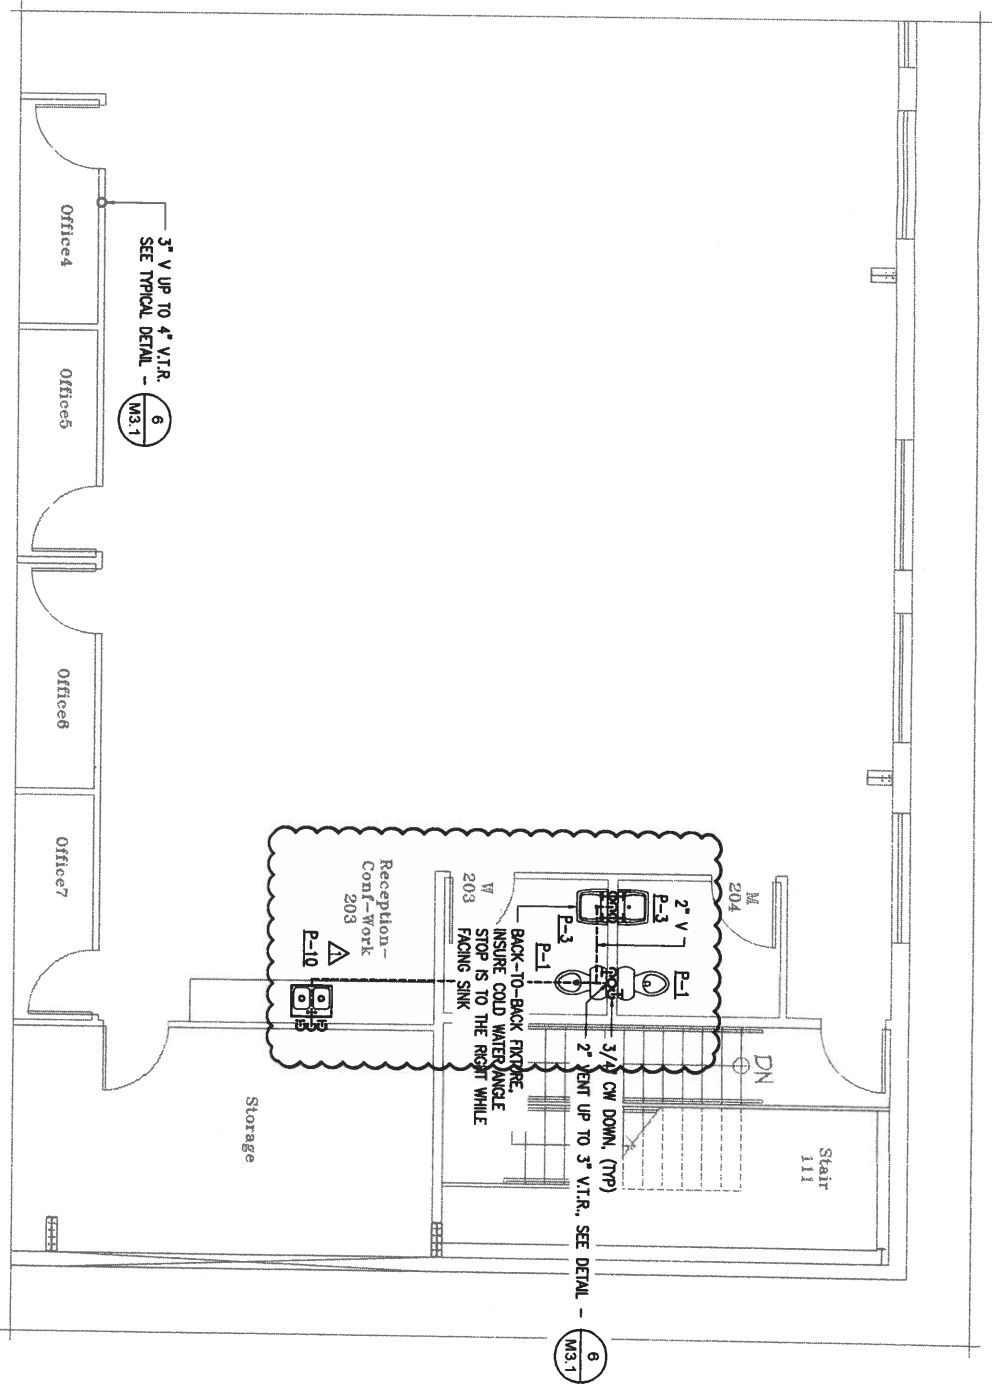 Office4
Office5
Office6
Office7
3" V UP TO 4" V.T.R.
SEE TYPICAL DETAIL -
6
M3.1
M
204
W
203
Reception-
Conf-Work
203
P-10
1
2" V
P-3
P-3
P-1
P-1
BACK-TO-BACK FIXTURE.
INSURE COLD WATER ANGLE
STOP IS TO THE RIGHT WHILE
FACING SINK
3/4" CW DOWN. (TYP)
2" VENT UP TO 3" V.T.R., SEE DETAIL -
6
M3.1
DN
Stair
111
Storage